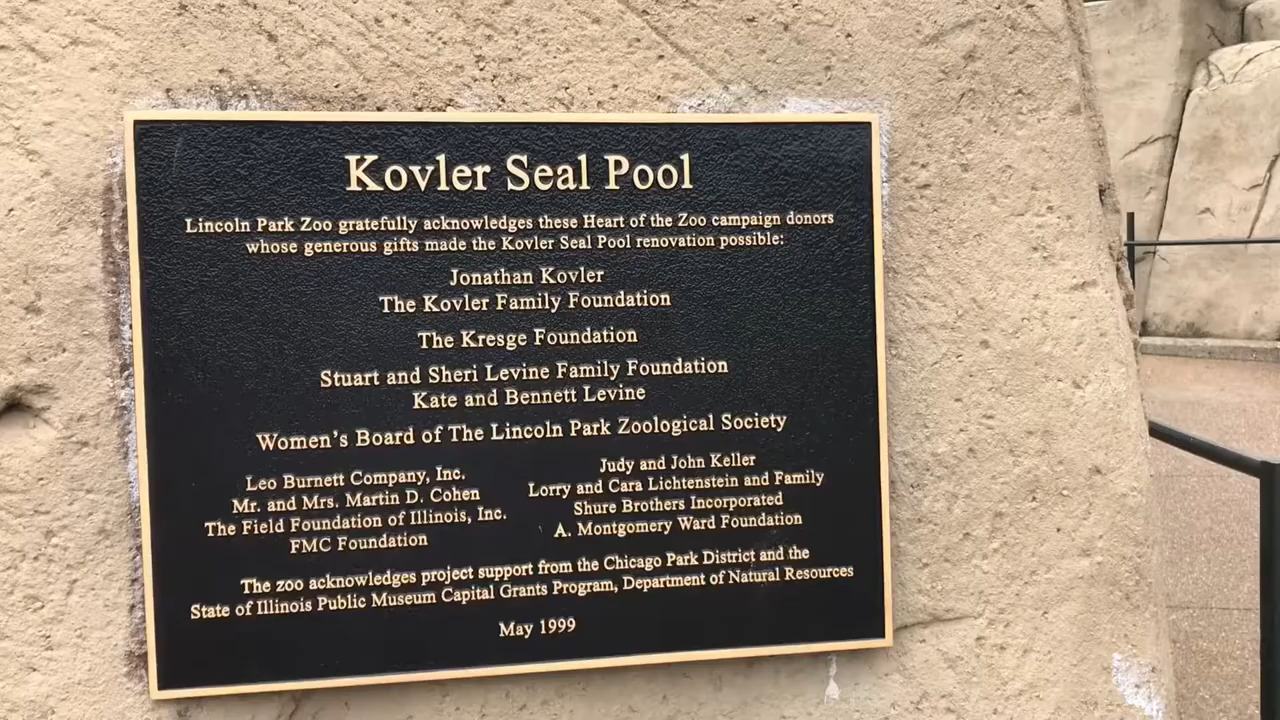 Kovler Seal Pool
Lincoln Park Zoo gratefully acknowledges these Heart of the Zoo campaign donors
whose generous gifts made the Kovler Seal Pool renovation possible:
Jonathan Kovler
The Kovler Family Foundation
The Kresge Foundation
Stuart and Sheri Levine Family Foundation
Kate and Bennett Levine
Women's Board of The Lincoln Park Zoological Society
Leo Burnett Company, Inc.
Mr. and Mrs. Martin D. Cohen
The Field Foundation of Illinois, Inc.
FMC Foundation
Judy and John Keller
Lorry and Cara Lichtenstein and Family
Shure Brothers Incorporated
A. Montgomery Ward Foundation
The zoo acknowledges project support from the Chicago Park District and the
State of Illinois Public Museum Capital Grants Program, Department of Natural Resources
May 1999